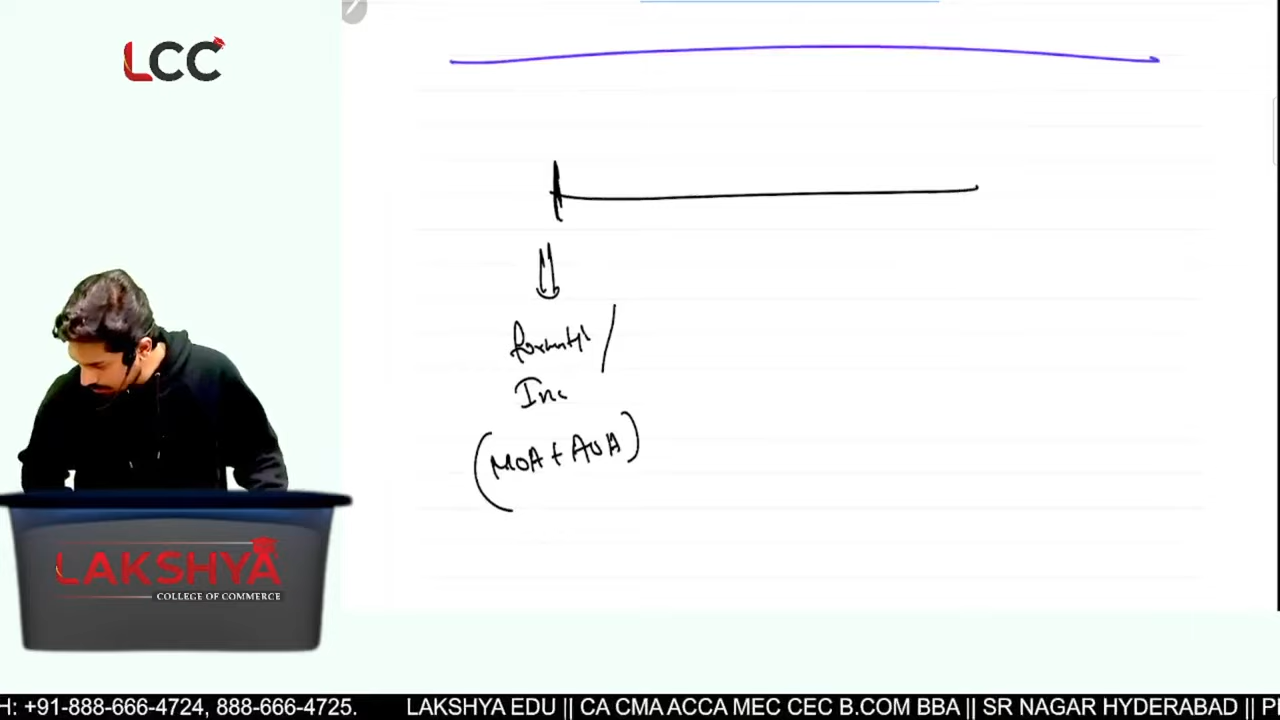 LCC
formatⁿ /
Inc
(MOA + AOA)
LAKSHYA
COLLEGE OF COMMERCE
H: +91-888-666-4724, 888-666-4725. LAKSHYA EDU || CA CMA ACCA MEC CEC B.COM BBA || SR NAGAR HYDERABAD || P